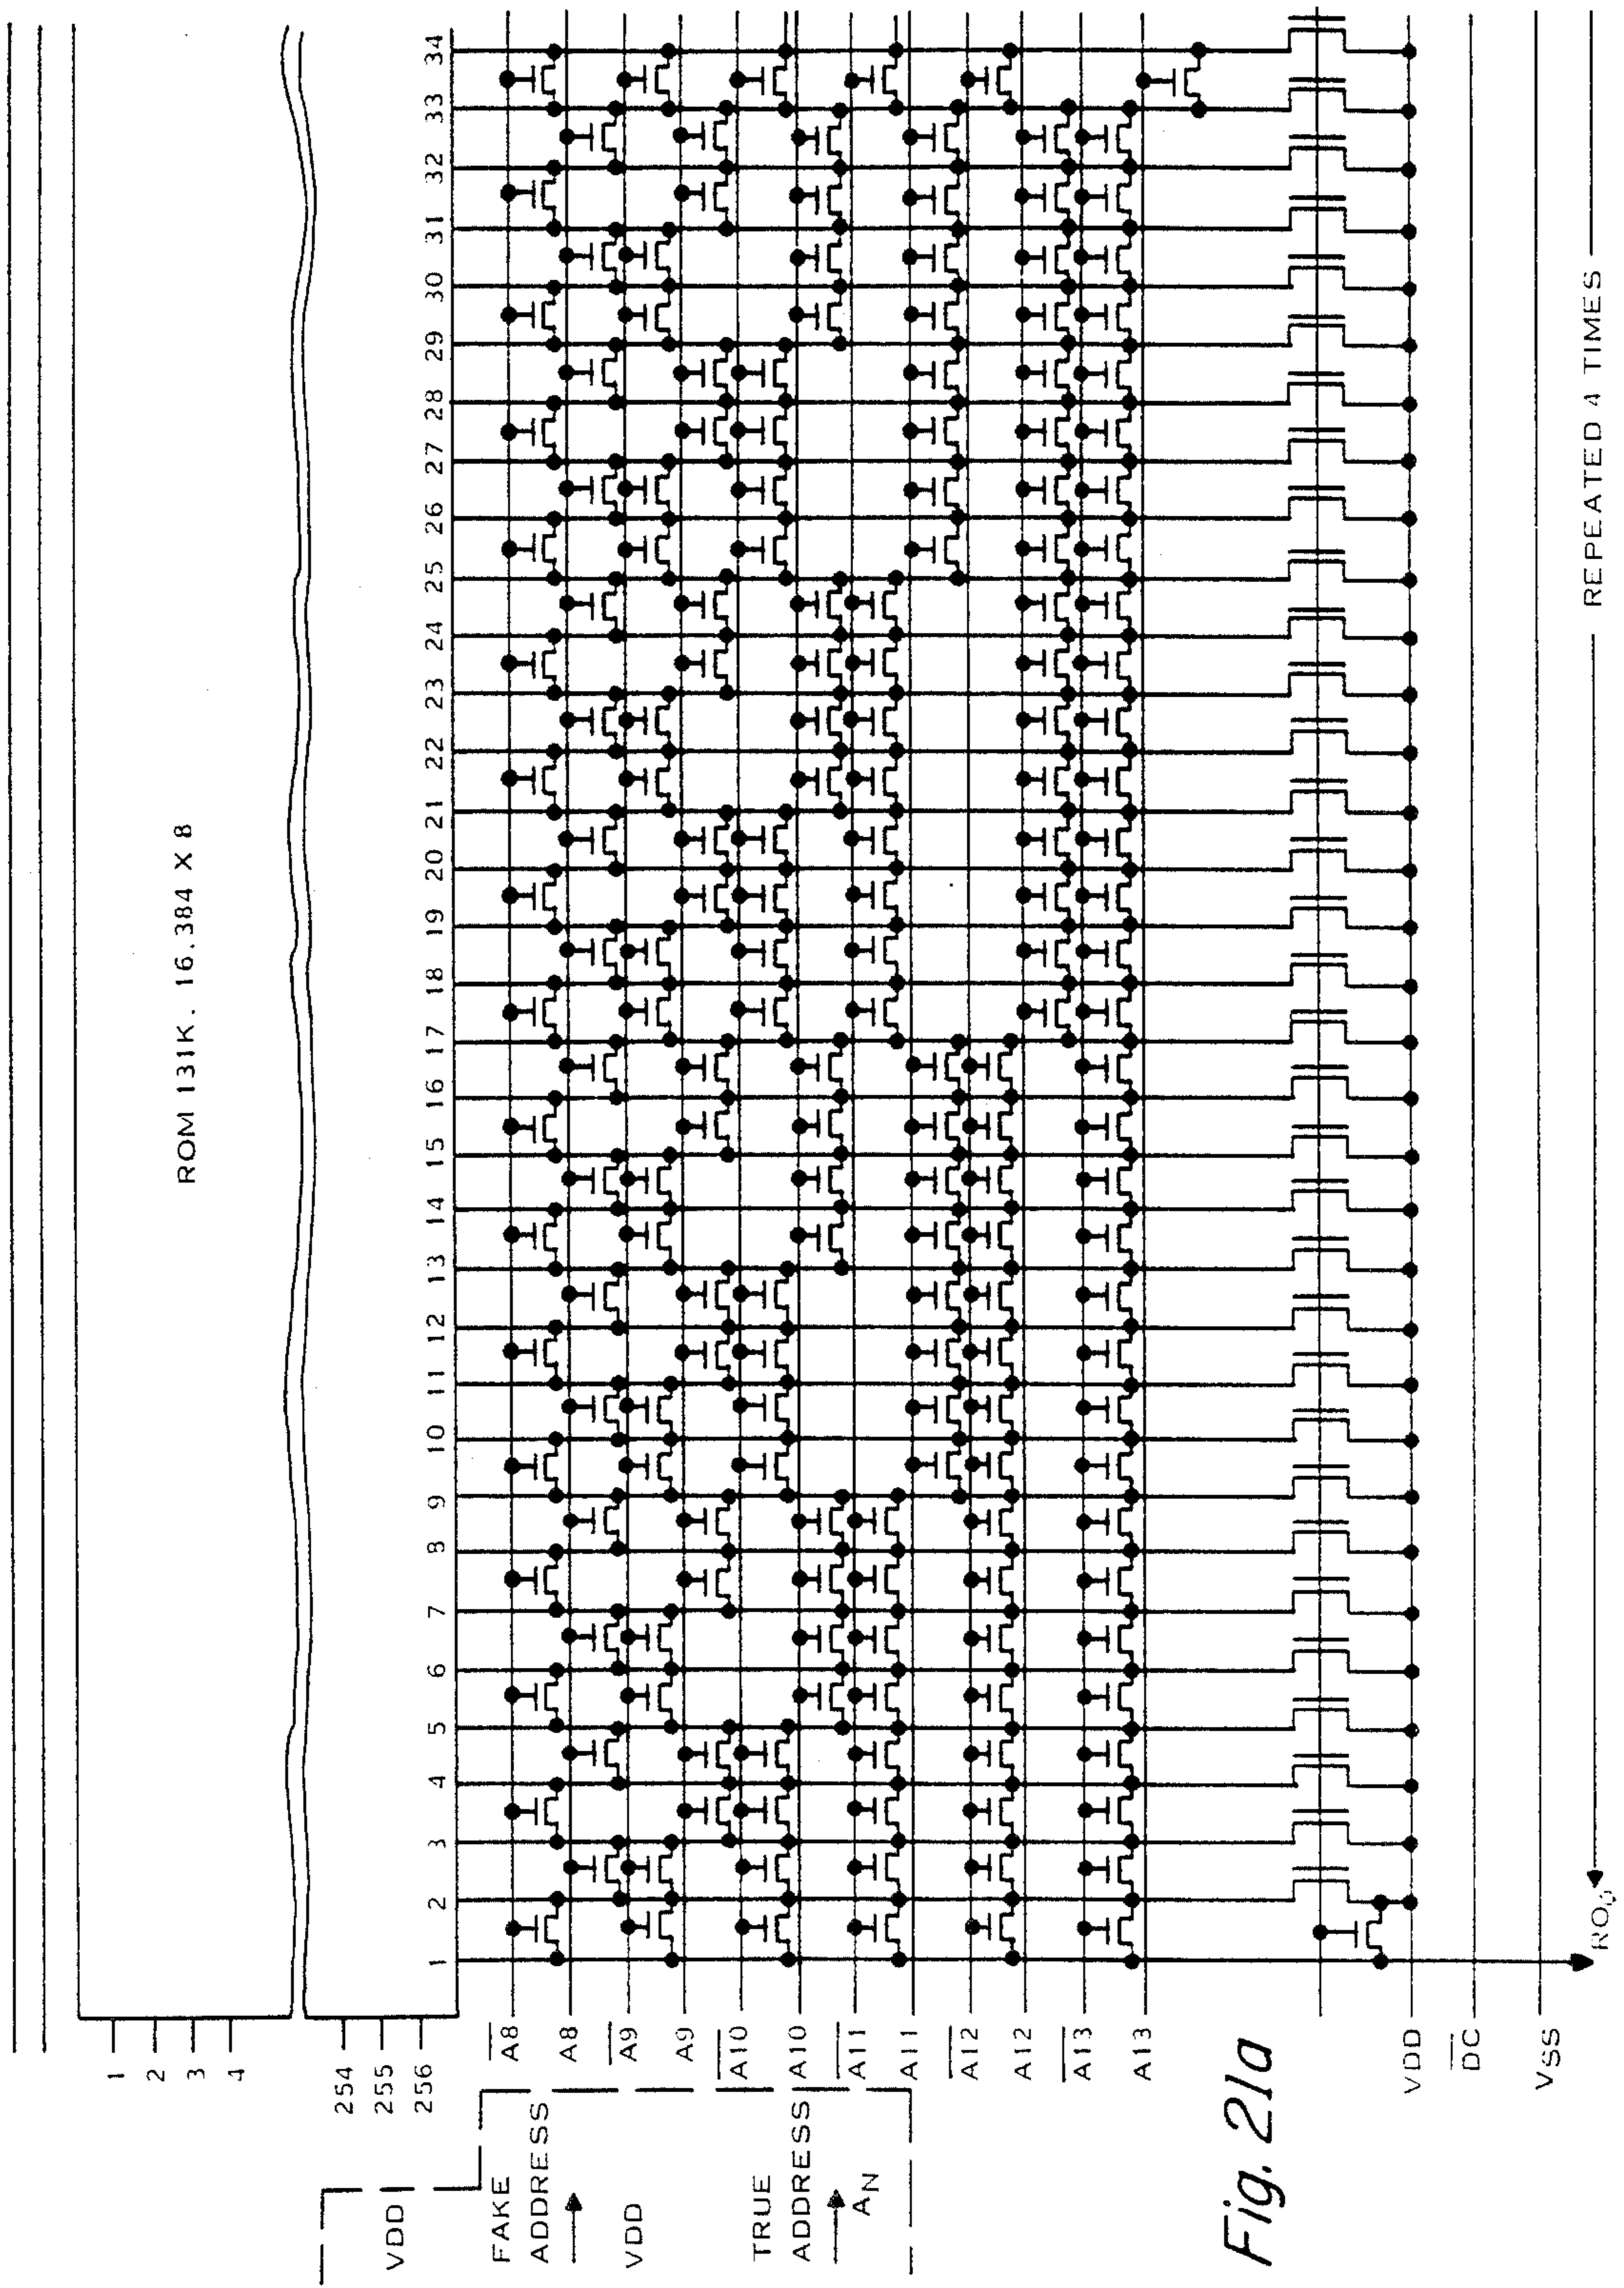 ROM 131K. 16.384 X 8
1
2
3
4
254
255
256
1 2 3 4 5 6 7 8 9 10 11 12 13 14 15 16 17 18 19 20 21 22 23 24 25 26 27 28 29 30 31 32 33 34
VDD
FAKE
ADDRESS
VDD
TRUE
ADDRESS
AN
A8
A8
A9
A9
A10
A10
A11
A11
A12
A12
A13
A13
VDD
DC
VSS
RO0
REPEATED 4 TIMES
Fig. 21a